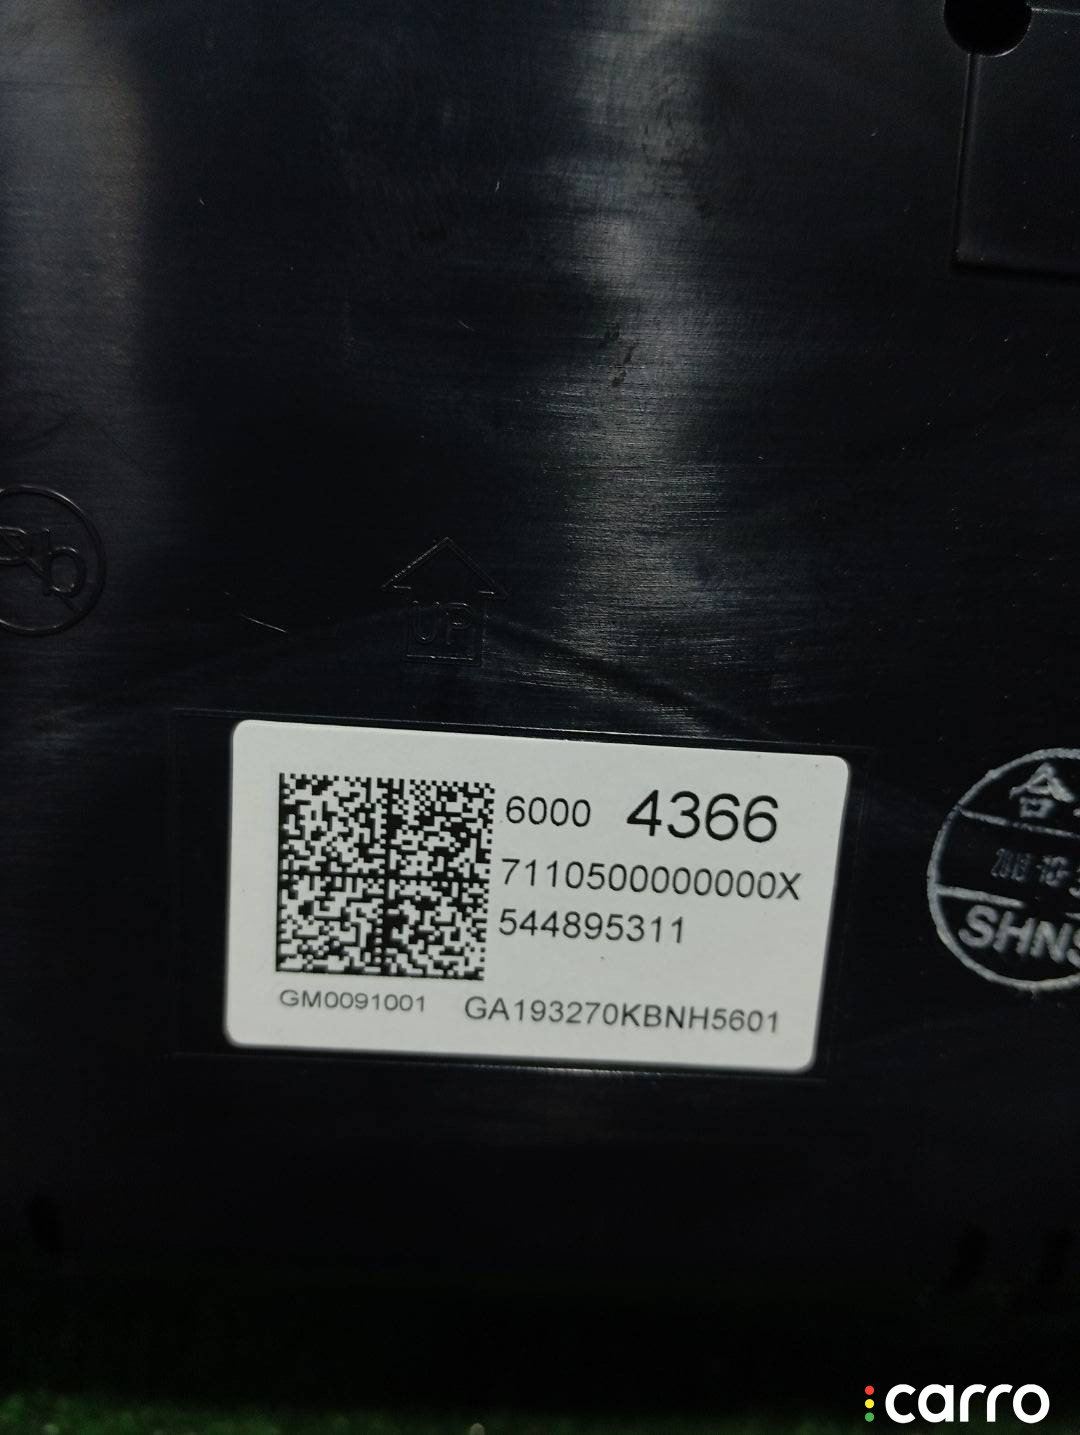 UP
6000 4366
7110500000000X
544895311
GM0091001 GA193270KBNH5601
SHNS
carro